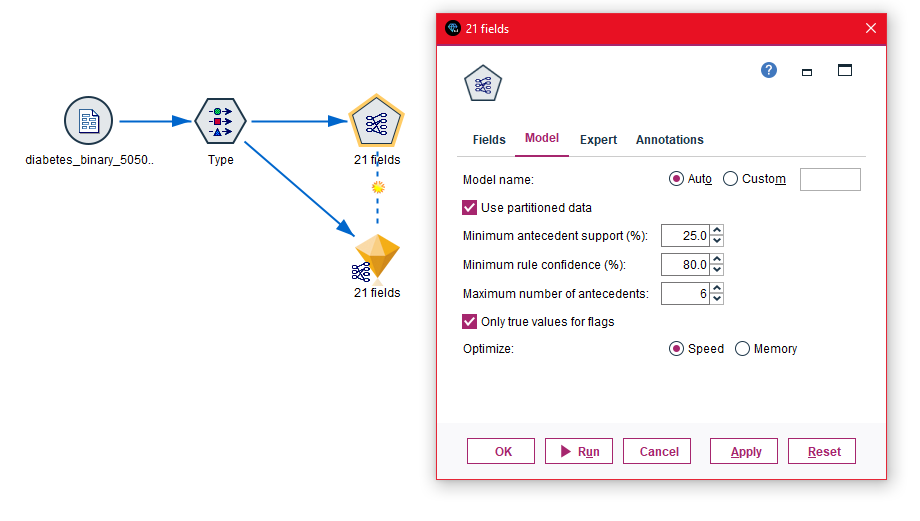 21 fields
diabetes_binary_5050..
Type
21 fields
21 fields
?
Fields Model Expert Annotations
Model name: Auto Custom
Use partitioned data
Minimum antecedent support (%): 25.0
Minimum rule confidence (%): 80.0
Maximum number of antecedents: 6
Only true values for flags
Optimize: Speed Memory
OK Run Cancel Apply Reset